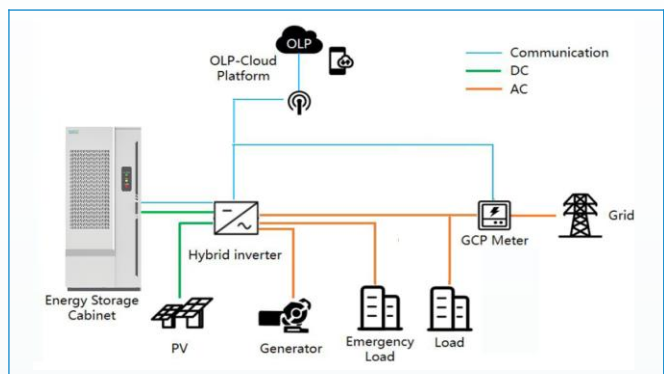 OLP
OLP-Cloud
Platform
Communication
DC
AC
Hybrid inverter
GCP Meter
Grid
Energy Storage
Cabinet
PV
Generator
Emergency
Load
Load